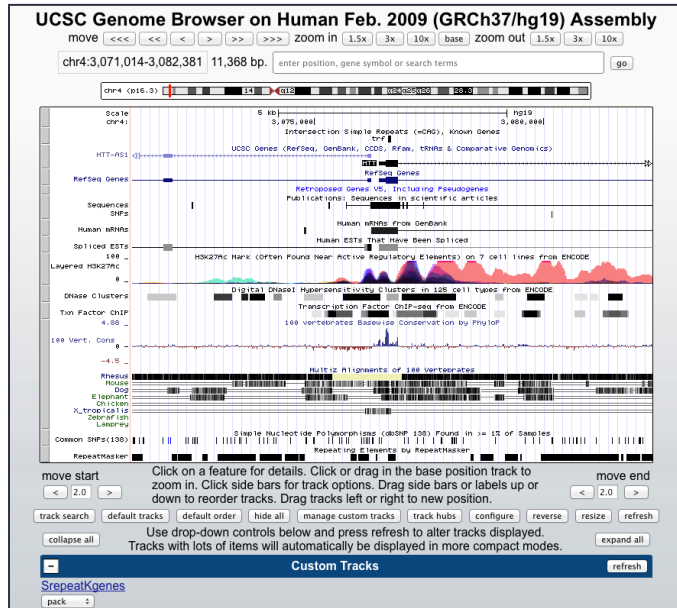 UCSC Genome Browser on Human Feb. 2009 (GRCh37/hg19) Assembly
move <<< << < > >> >>> zoom in 1.5x 3x 10x base zoom out 1.5x 3x 10x
chr4:3,071,014-3,082,381 11,368 bp. enter position, gene symbol or search terms go
chr4 (p16.3) 14 q12 q24 q25 q26 28.3
Scale 5 kb hg19
chr4: 3,075,000 3,080,000
Intersection Simple Repeats (=CAG), Known Genes
trf
UCSC Genes (RefSeq, GenBank, CCDS, Rfam, tRNAs & Comparative Genomics)
HTT-AS1
HTT
RefSeq Genes
RefSeq Genes
Retroposed Genes V5, Including Pseudogenes
Publications: Sequences in scientific articles
Sequences
SNPs
Human mRNAs from GenBank
Human mRNAs
Human ESTs That Have Been Spliced
Spliced ESTs
100 _ H3K27Ac Mark (Often Found Near Active Regulatory Elements) on 7 cell lines from ENCODE
Layered H3K27Ac
0 _
Digital DNaseI Hypersensitivity Clusters in 125 cell types from ENCODE
DNase Clusters
Transcription Factor ChIP-seq from ENCODE
Txn Factor ChIP
4.88 _ 100 vertebrates Basewise Conservation by PhyloP
100 Vert. Cons 0 -
-4.5 _
Multiz Alignments of 100 Vertebrates
Rhesus
Mouse
Dog
Elephant
Chicken
X_tropicalis
Zebrafish
Lamprey
Simple Nucleotide Polymorphisms (dbSNP 138) Found in >= 1% of Samples
Common SNPs(138)
Repeating Elements by RepeatMasker
RepeatMasker
move start Click on a feature for details. Click or drag in the base position track to move end
< 2.0 > zoom in. Click side bars for track options. Drag side bars or labels up or < 2.0 >
down to reorder tracks. Drag tracks left or right to new position.
track search default tracks default order hide all manage custom tracks track hubs configure reverse resize refresh
collapse all Use drop-down controls below and press refresh to alter tracks displayed. expand all
Tracks with lots of items will automatically be displayed in more compact modes.
- Custom Tracks refresh
SrepeatKgenes
pack